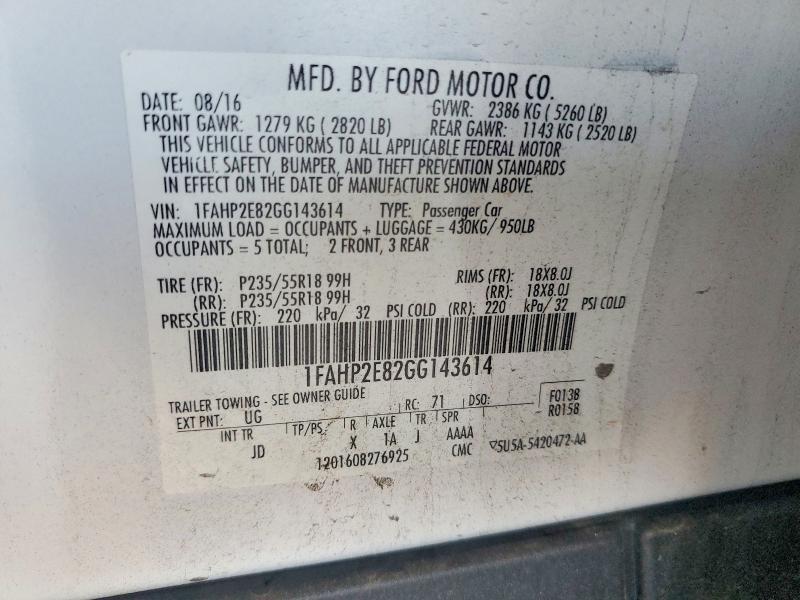 MFD. BY FORD MOTOR CO.
DATE: 08/16 GVWR: 2386 KG ( 5260 LB)
FRONT GAWR: 1279 KG ( 2820 LB) REAR GAWR: 1143 KG ( 2520 LB)
THIS VEHICLE CONFORMS TO ALL APPLICABLE FEDERAL MOTOR
VEHICLE SAFETY, BUMPER, AND THEFT PREVENTION STANDARDS
IN EFFECT ON THE DATE OF MANUFACTURE SHOWN ABOVE.
VIN: 1FAHP2E82GG143614 TYPE: Passenger Car
MAXIMUM LOAD = OCCUPANTS + LUGGAGE = 430KG/ 950LB
OCCUPANTS = 5 TOTAL; 2 FRONT, 3 REAR
TIRE (FR): P235/55R18 99H RIMS (FR): 18X8.0J
(RR): P235/55R18 99H (RR): 18X8.0J
PRESSURE (FR): 220 kPa/ 32 PSI COLD (RR): 220 kPa/ 32 PSI COLD
1FAHP2E82GG143614
TRAILER TOWING - SEE OWNER GUIDE
EXT PNT: UG RC: 71 DSO: F0138
R0158
INT TR TP/PS R AXLE TR SPR
JD X 1A J AAAA
1201608276925 CMC ▽5U5A-5420472-AA